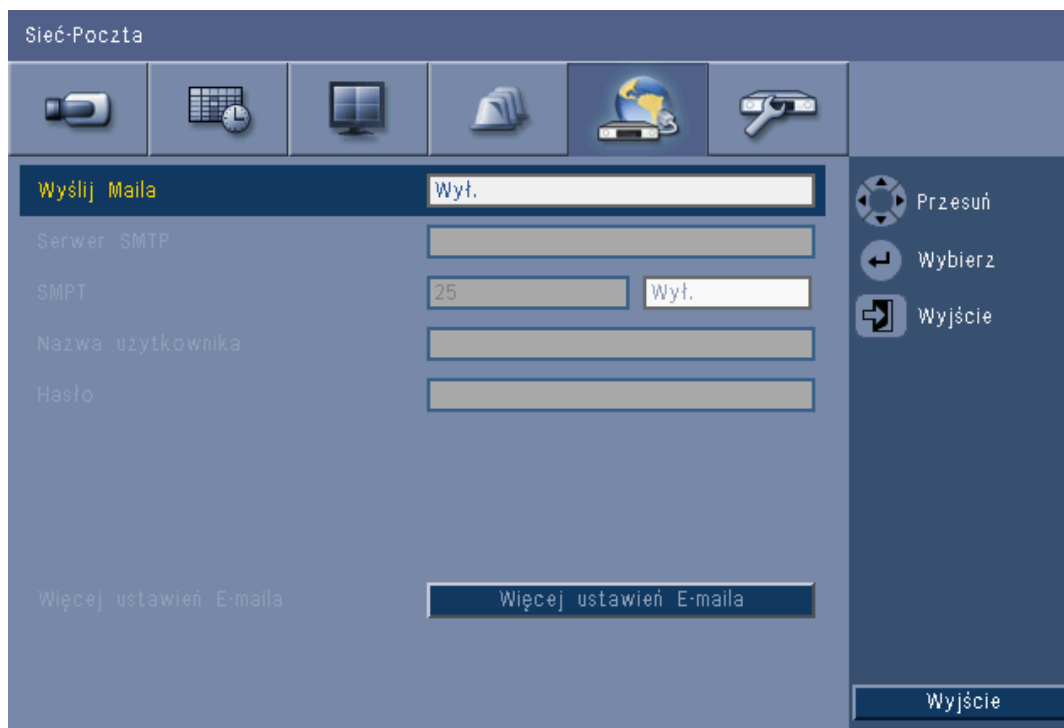 Sieć-Poczta
Wyślij Maila Wył.
Serwer SMTP
SMPT 25 Wył.
Nazwa użytkownika
Hasło
Więcej ustawień E-maila Więcej ustawień E-maila
Przesuń
Wybierz
Wyjście
Wyjście